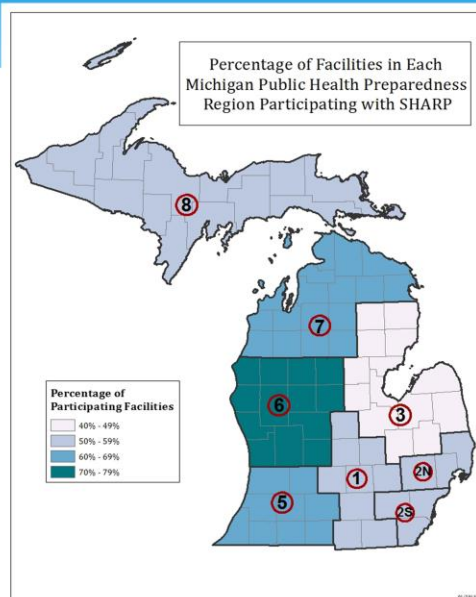 Percentage of Facilities in Each
Michigan Public Health Preparedness
Region Participating with SHARP
8
7
6
3
5
1
2N
2S
Percentage of
Participating Facilities
40% - 49%
50% - 59%
60% - 69%
70% - 79%